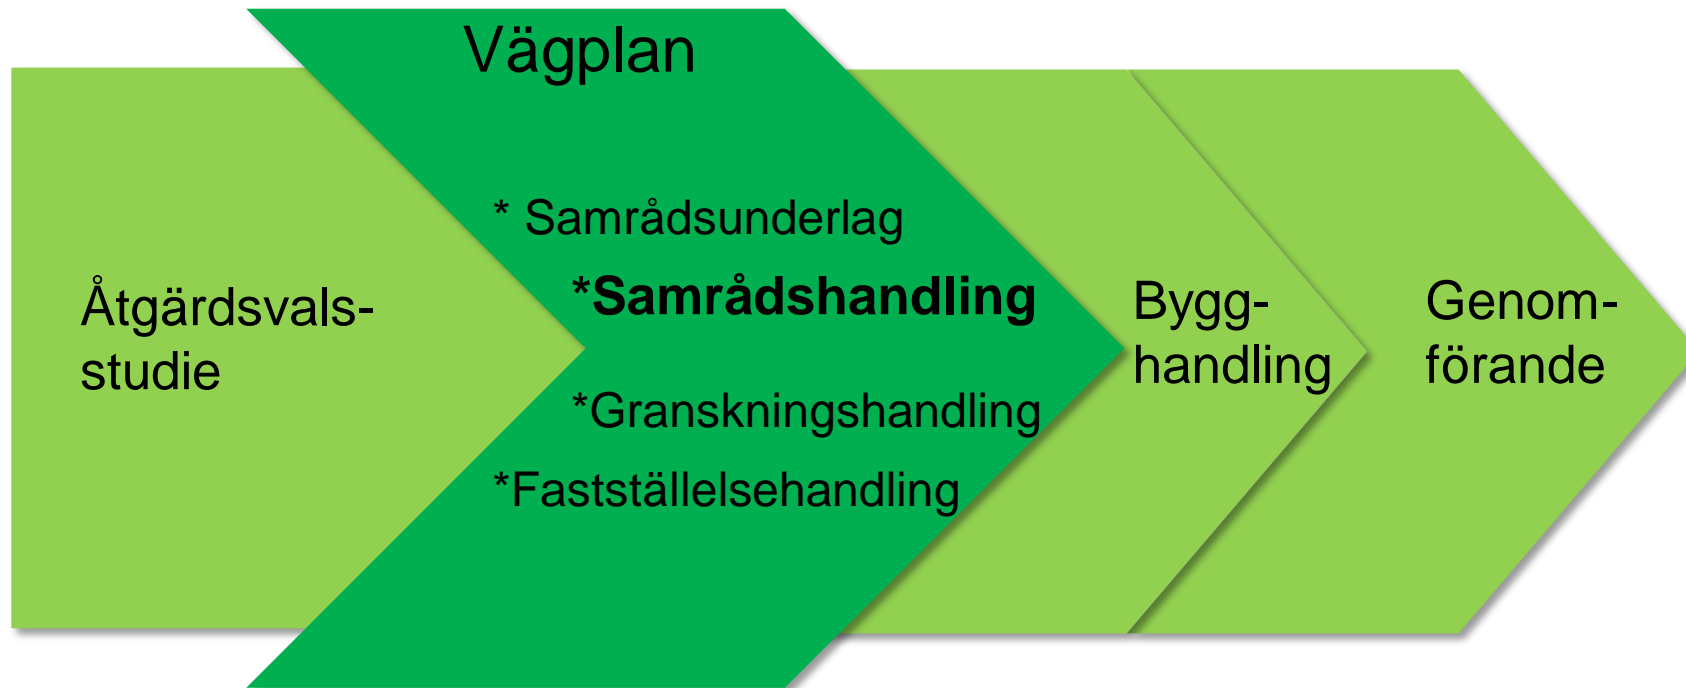 Vägplan
Åtgärdsvals-
studie
* Samrådsunderlag
*Samrådshandling
*Granskningshandling
*Fastställelsehandling
Bygg-
handling
Genom-
förande